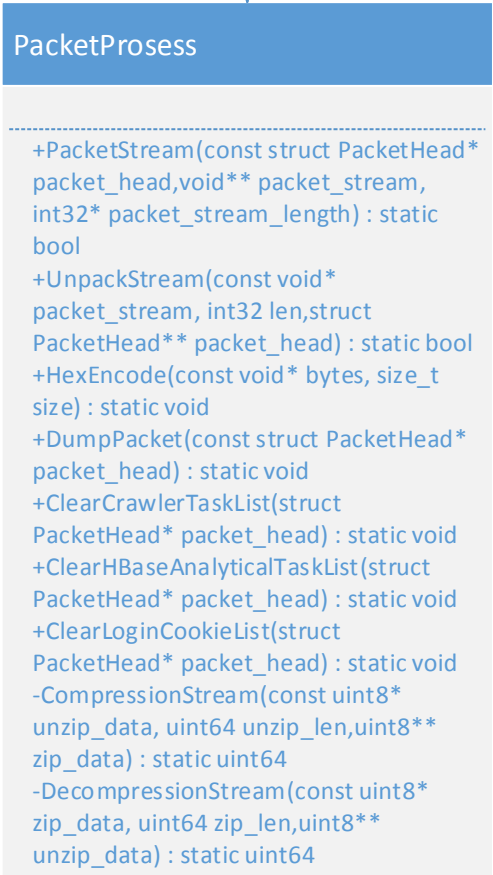 PacketProsess
+PacketStream(const struct PacketHead*
packet_head,void** packet_stream,
int32* packet_stream_length) : static
bool
+UnpackStream(const void*
packet_stream, int32 len,struct
PacketHead** packet_head) : static bool
+HexEncode(const void* bytes, size_t
size) : static void
+DumpPacket(const struct PacketHead*
packet_head) : static void
+ClearCrawlerTaskList(struct
PacketHead* packet_head) : static void
+ClearHBaseAnalyticalTaskList(struct
PacketHead* packet_head) : static void
+ClearLoginCookieList(struct
PacketHead* packet_head) : static void
-CompressionStream(const uint8*
unzip_data, uint64 unzip_len,uint8**
zip_data) : static uint64
-DecompressionStream(const uint8*
zip_data, uint64 zip_len,uint8**
unzip_data) : static uint64